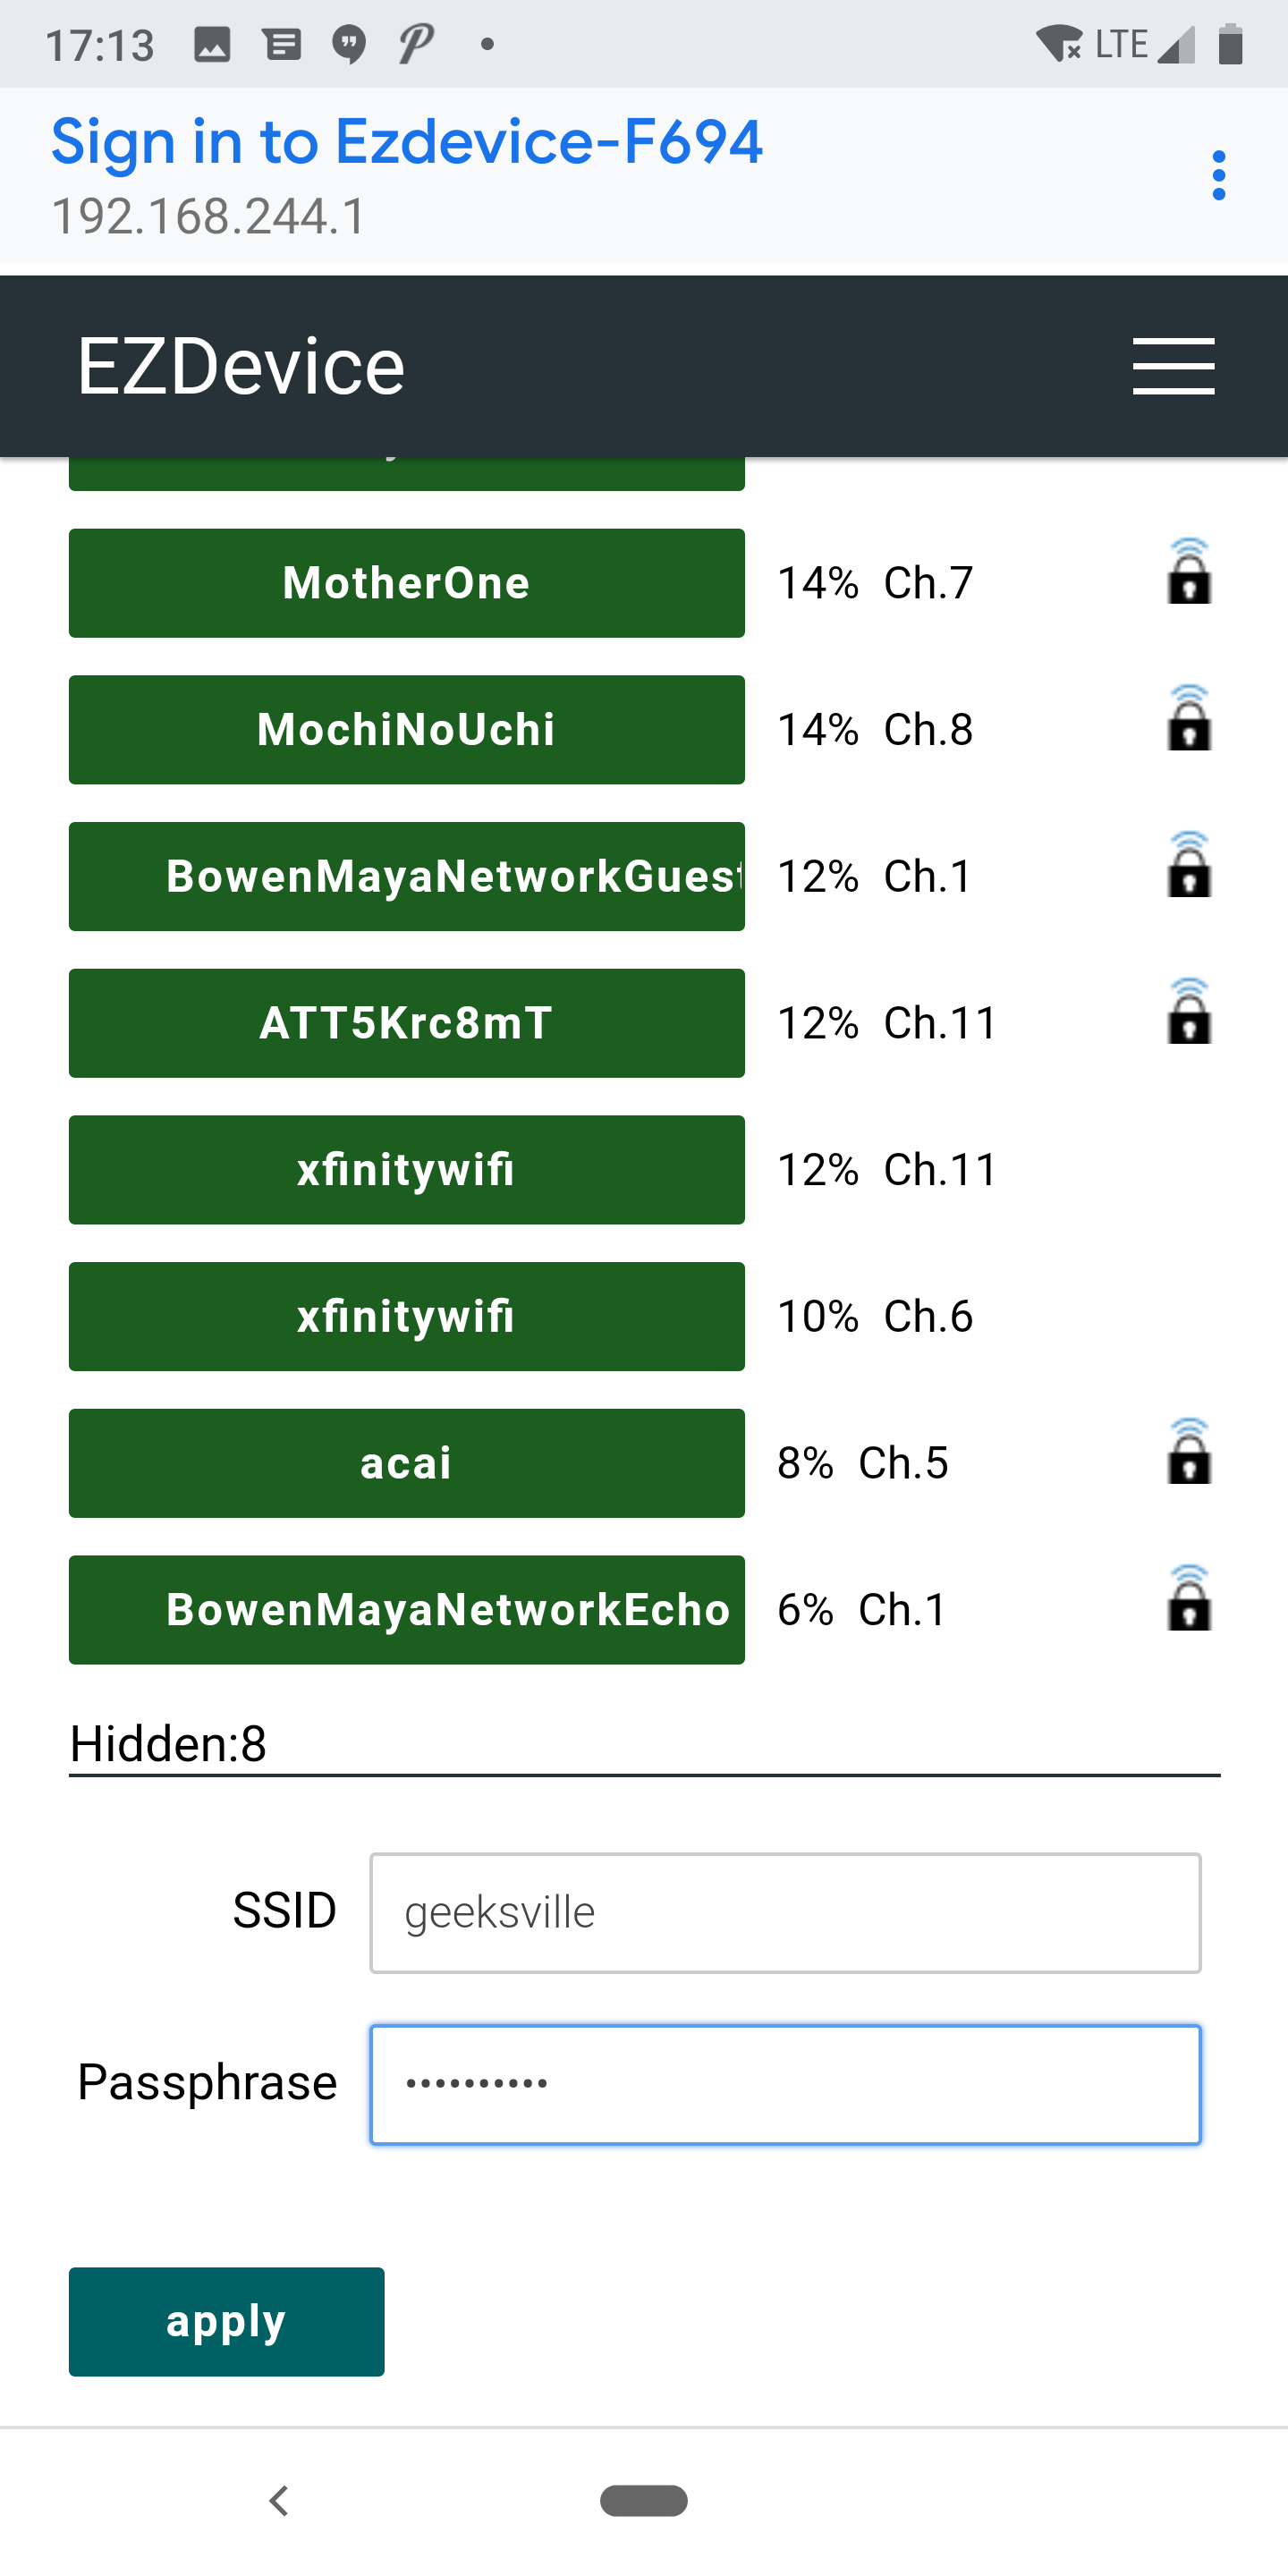 17:13 LTE
Sign in to Ezdevice-F694
192.168.244.1
EZDevice
MotherOne 14% Ch.7
MochiNoUchi 14% Ch.8
BowenMayaNetworkGuest 12% Ch.1
ATT5Krc8mT 12% Ch.11
xfinitywifi 12% Ch.11
xfinitywifi 10% Ch.6
acai 8% Ch.5
BowenMayaNetworkEcho 6% Ch.1
Hidden:8
SSID geeksville
Passphrase ••••••••••
apply